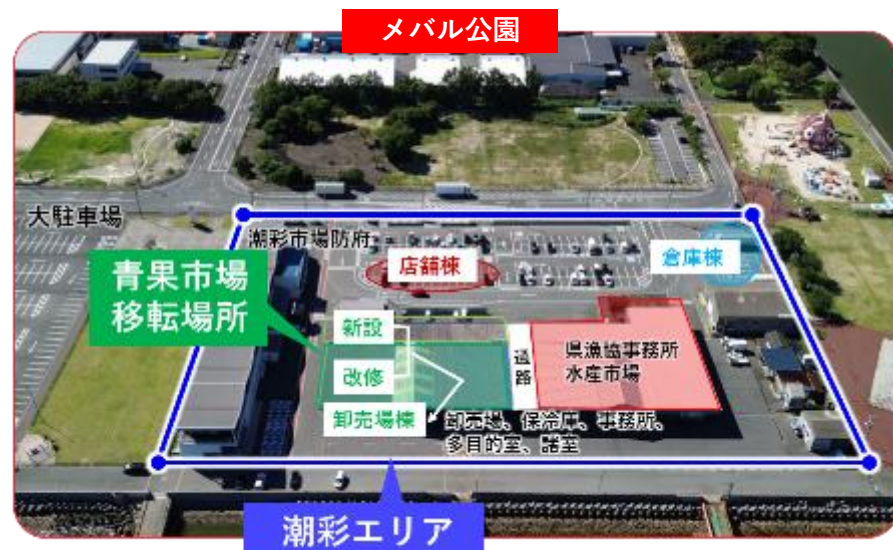 メバル公園
大駐車場
潮彩市場防府
青果市場
移転場所
店舗棟
倉庫棟
新設
改修
卸売場棟
通路
県漁協事務所
水産市場
卸売場、保冷庫、事務所、
多目的室、諸室
潮彩エリア